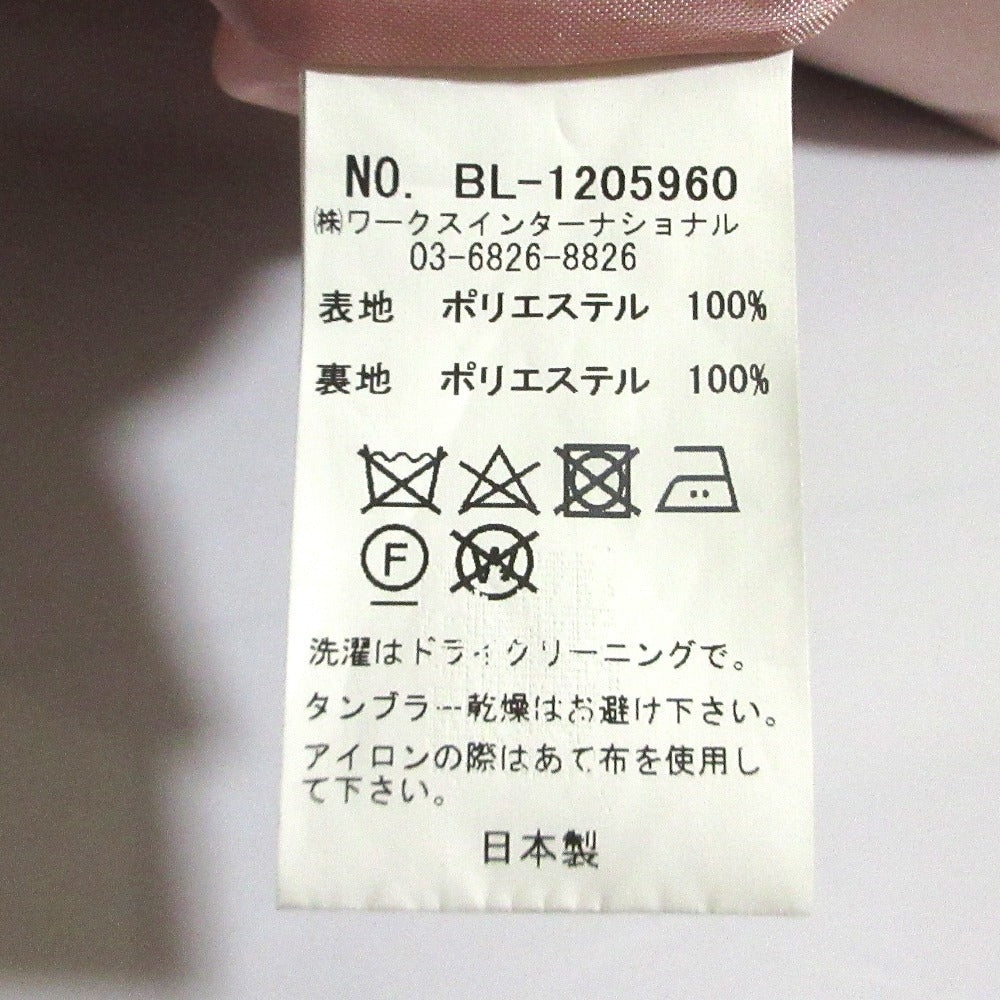 NO. BL-1205960
㈱ワークスインターナショナル
03-6826-8826
表地 ポリエステル 100%
裏地 ポリエステル 100%
F
W
洗濯はドライクリーニングで。
タンブラー乾燥はお避け下さい。
アイロンの際はあて布を使用し
て下さい。
日本製